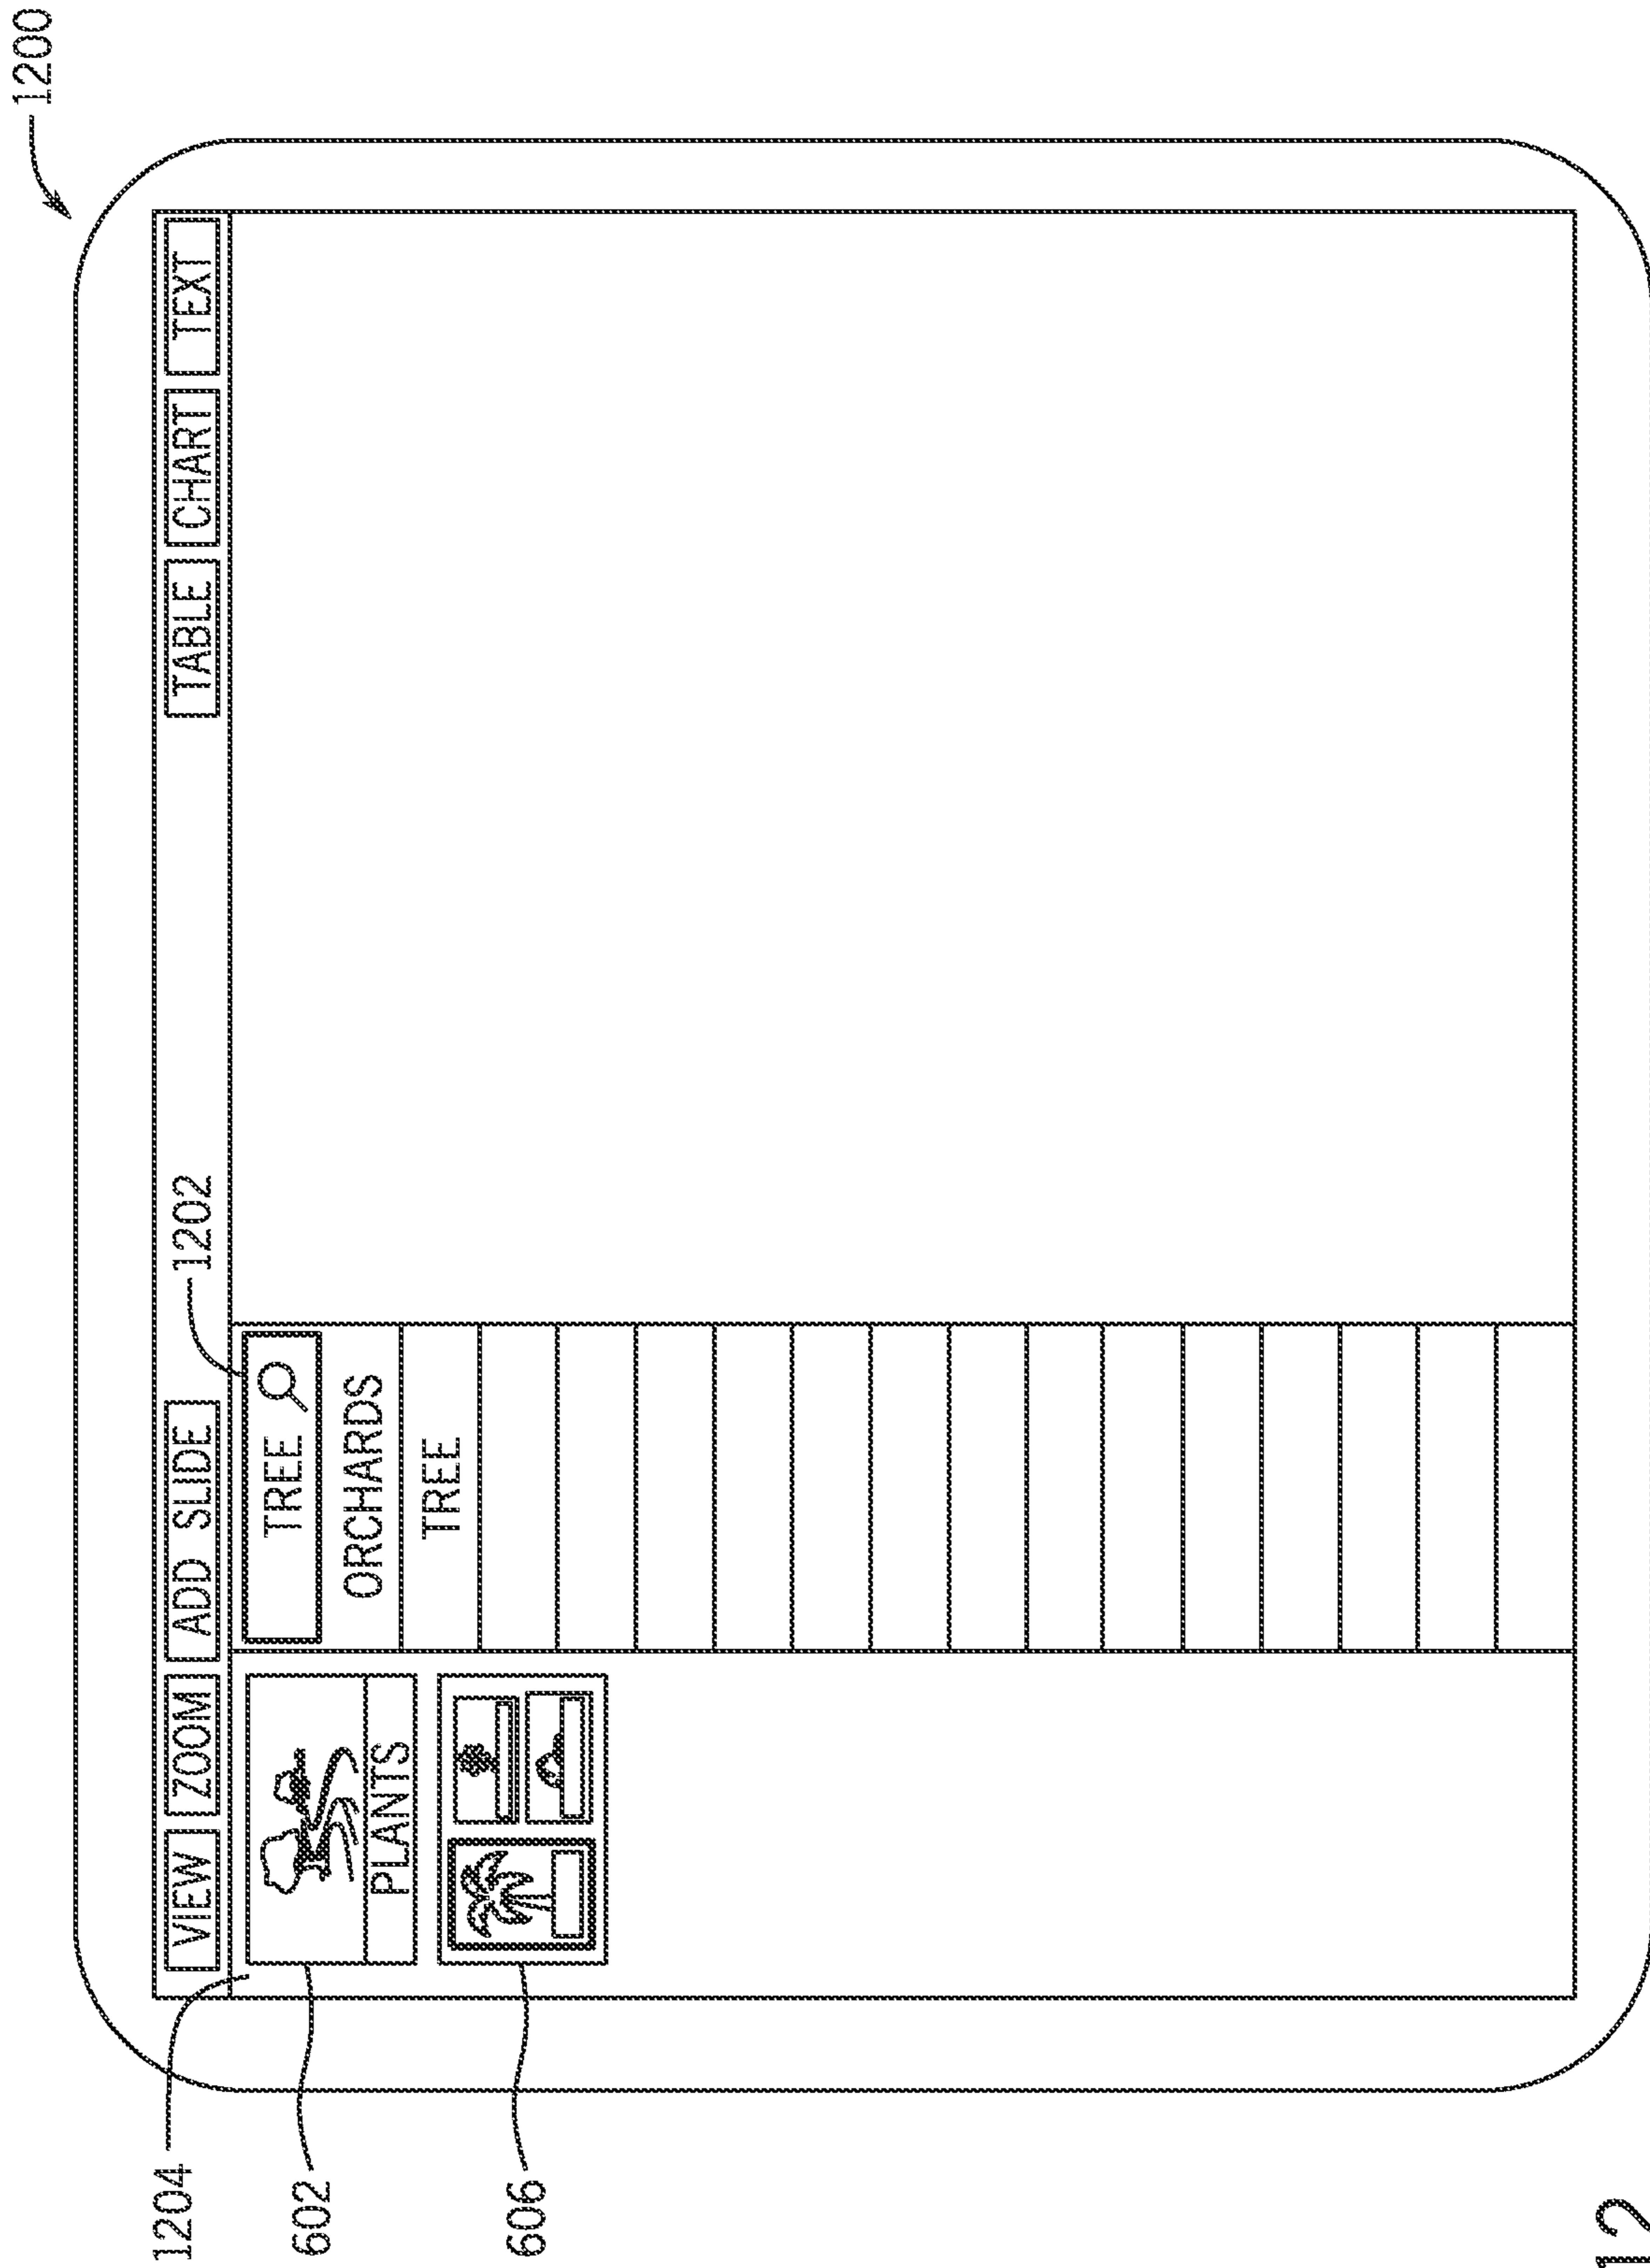 1200
VIEW ZOOM ADD SLIDE TABLE CHART TEXT
1202
1204
TREE
ORCHARDS
TREE
602
PLANTS
606
12